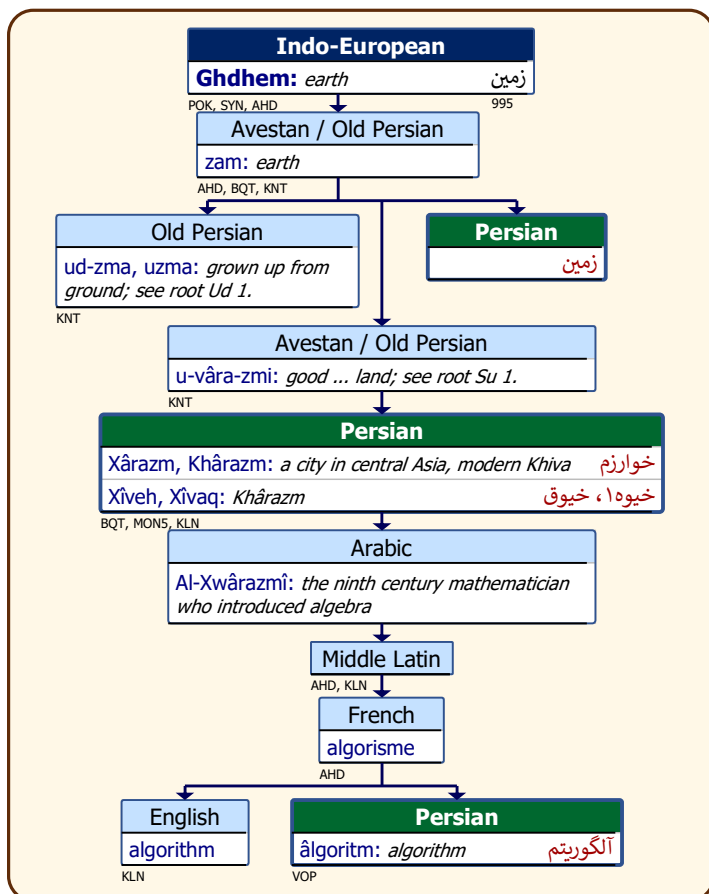 Indo-European
Ghdhem: earth زمین
POK, SYN, AHD 995
Avestan / Old Persian
zam: earth
AHD, BQT, KNT
Old Persian
ud-zma, uzma: grown up from
ground; see root Ud 1.
KNT
Persian
زمین
Avestan / Old Persian
u-vâra-zmi: good ... land; see root Su 1.
KNT
Persian
Xârazm, Khârazm: a city in central Asia, modern Khiva خوارزم
Xîveh, Xîvaq: Khârazm خیوه۱، خیوق
BQT, MON5, KLN
Arabic
Al-Xwârazmî: the ninth century mathematician
who introduced algebra
Middle Latin
AHD, KLN
French
algorisme
AHD
English
algorithm
KLN
Persian
âlgoritm: algorithm آلگوریتم
VOP